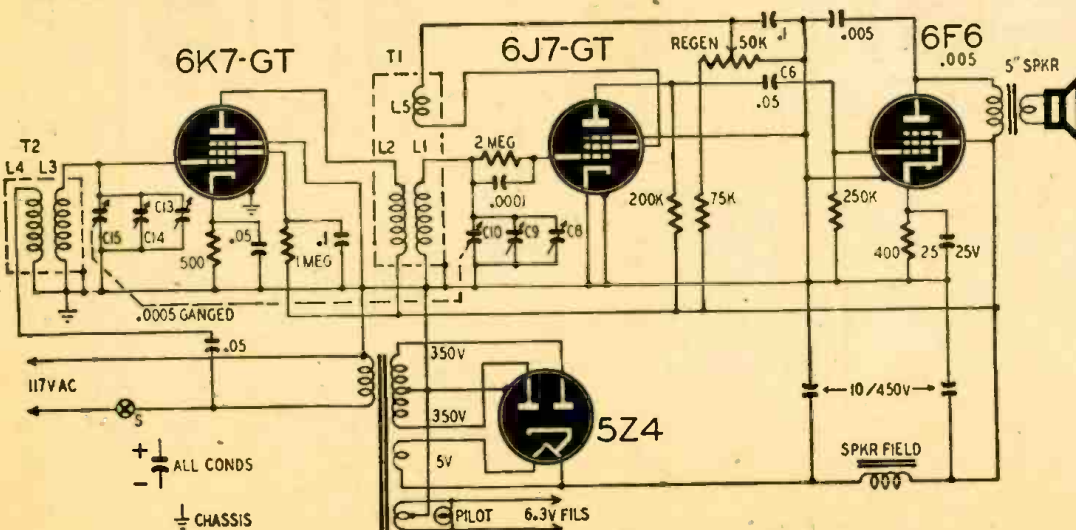 6K7-GT
T1
6J7-GT
REGEN
50K
.1
.005
6F6
.005
5" SPKR
C6
.05
L5
T2
L4 L3
L2 L1
2 MEG
.0001
C13
C15
C14
.05
.1
500
1 MEG
C10
C9
C8
200K
75K
250K
400
25
25V
.0005 GANGED
.05
117V AC
S
350V
350V
5V
5Z4
10/450V
SPKR FIELD
+
-
ALL CONDS
CHASSIS
PILOT
6.3V FILS